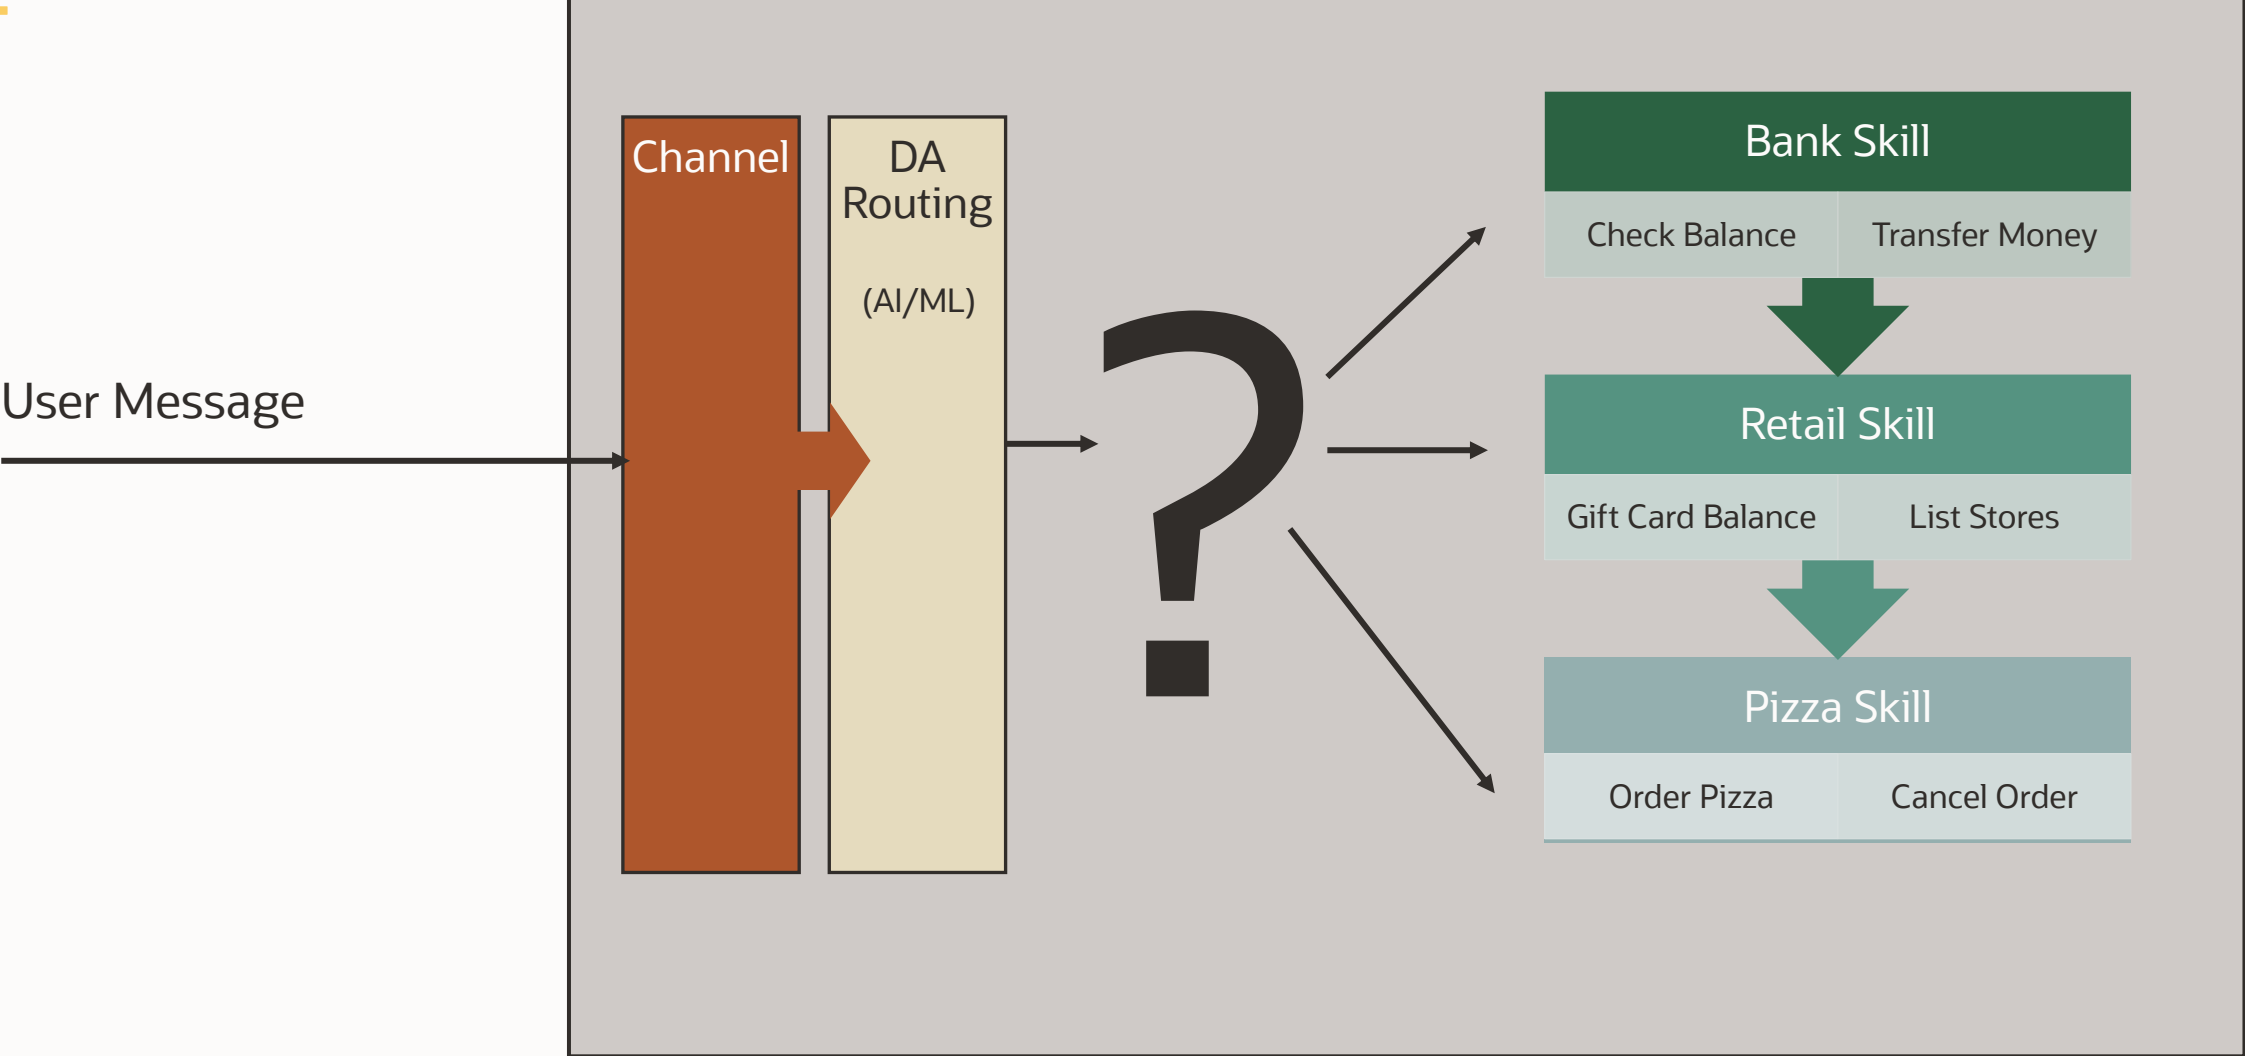 User Message
Channel
DA
Routing
(AI/ML)
?
Bank Skill
Check Balance
Transfer Money
Retail Skill
Gift Card Balance
List Stores
Pizza Skill
Order Pizza
Cancel Order